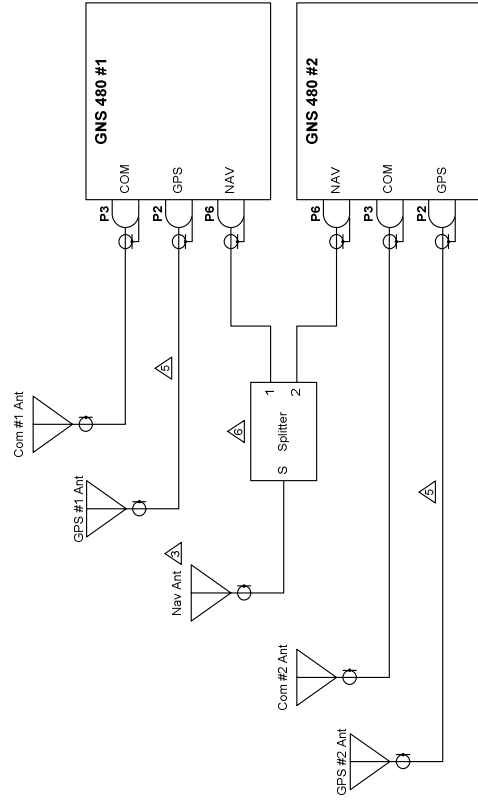 GNS 480 #1
P3
COM
P2
GPS
P6
NAV
GNS 480 #2
P6
NAV
P3
COM
P2
GPS
Com #1 Ant
5
GPS #1 Ant
Nav Ant
3
6
S
Splitter
1
2
5
Com #2 Ant
GPS #2 Ant